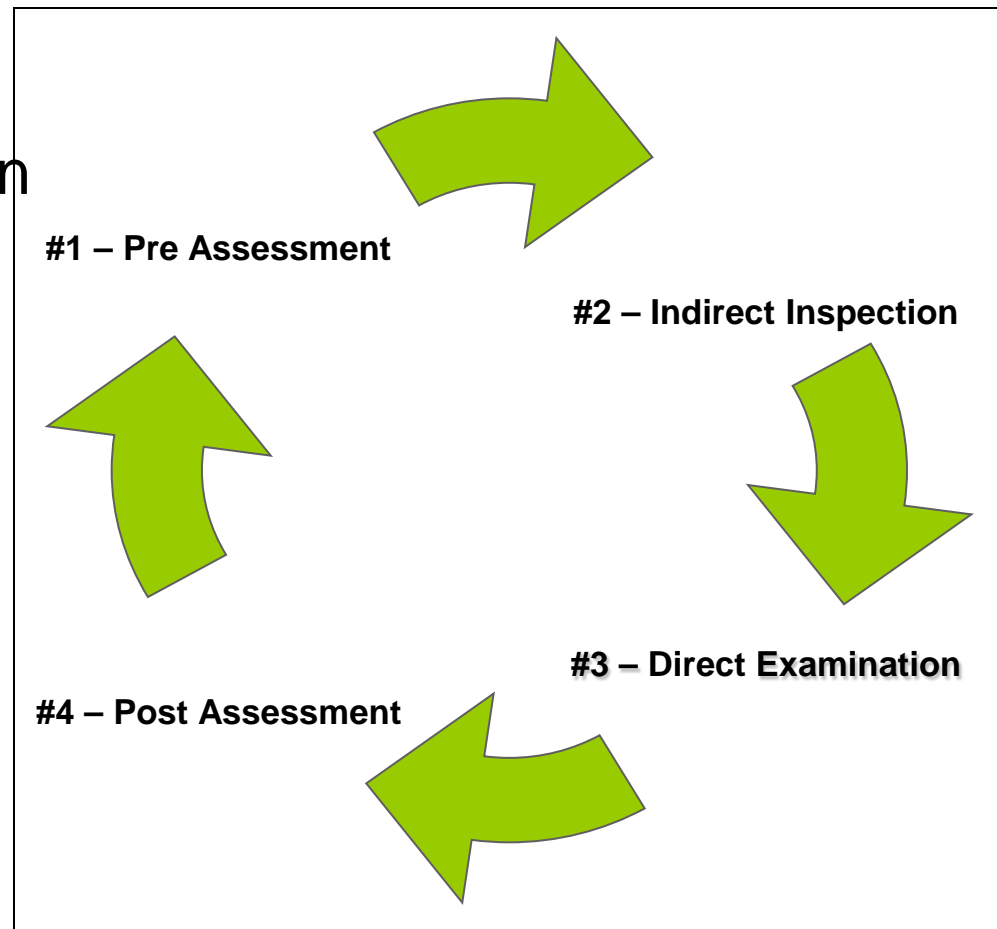 n
#1 – Pre Assessment
#2 – Indirect Inspection
#3 – Direct Examination
#4 – Post Assessment